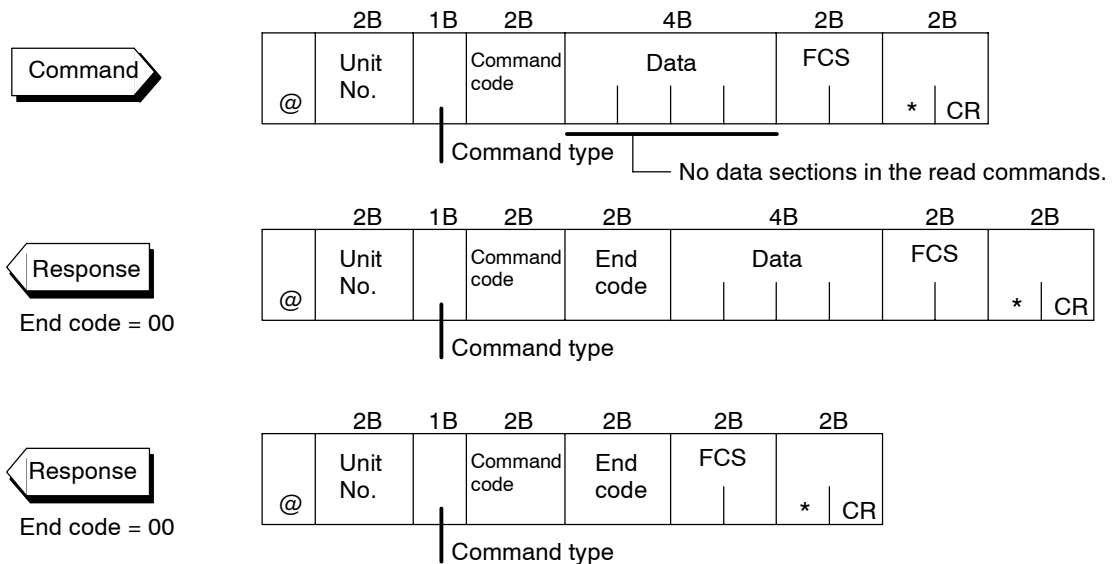 2B 1B 2B 4B 2B 2B
Command
@ Unit No. Command code Data FCS * CR
Command type
No data sections in the read commands.
2B 1B 2B 2B 4B 2B 2B
Response
@ Unit No. Command code End code Data FCS * CR
End code = 00
Command type
2B 1B 2B 2B 2B 2B
Response
@ Unit No. Command code End code FCS * CR
End code = 00
Command type